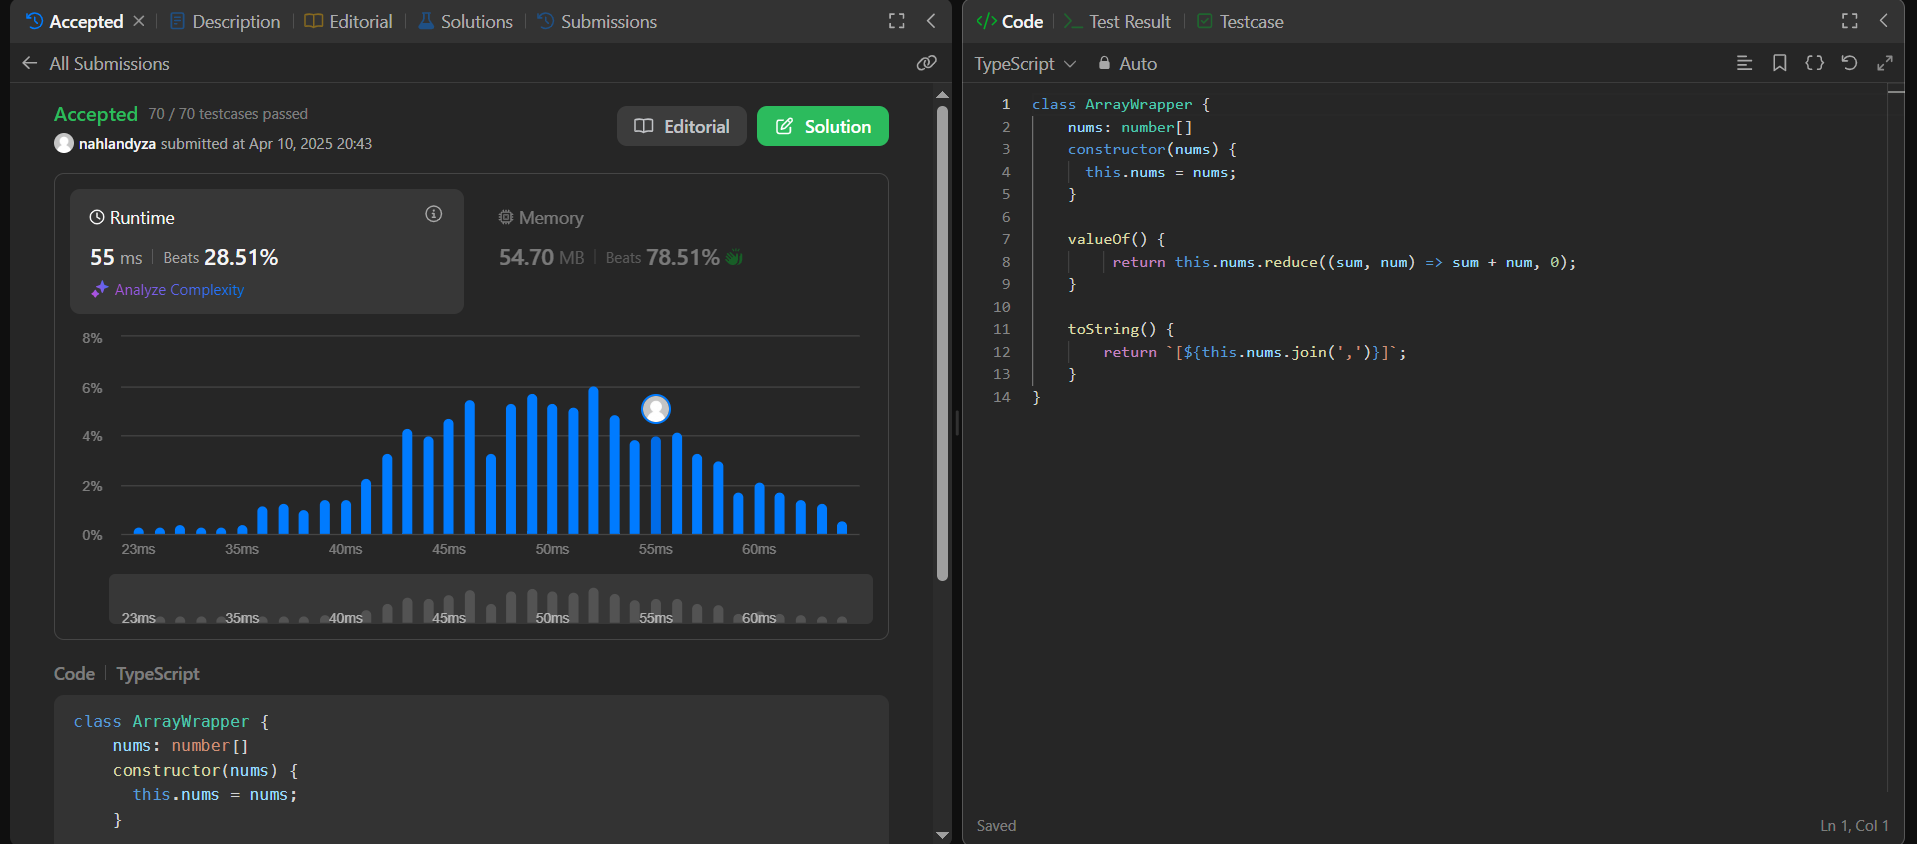 Accepted
Description
Editorial
Solutions
Submissions
All Submissions
Accepted 70 / 70 testcases passed
nahlandyza submitted at Apr 10, 2025 20:43
Editorial
Solution
Runtime
55 ms | Beats 28.51%
Analyze Complexity
Memory
54.70 MB | Beats 78.51%
8%
6%
4%
2%
0%
23ms 35ms 40ms 45ms 50ms 55ms 60ms
23ms 35ms 40ms 45ms 50ms 55ms 60ms
Code | TypeScript
class ArrayWrapper {
    nums: number[]
    constructor(nums) {
      this.nums = nums;
    }
</> Code
Test Result
Testcase
TypeScript
Auto
1 class ArrayWrapper {
2     nums: number[]
3     constructor(nums) {
4       this.nums = nums;
5     }
6
7     valueOf() {
8          return this.nums.reduce((sum, num) => sum + num, 0);
9     }
10
11     toString() {
12         return `[${this.nums.join(',')}]`;
13     }
14 }
Saved
Ln 1, Col 1